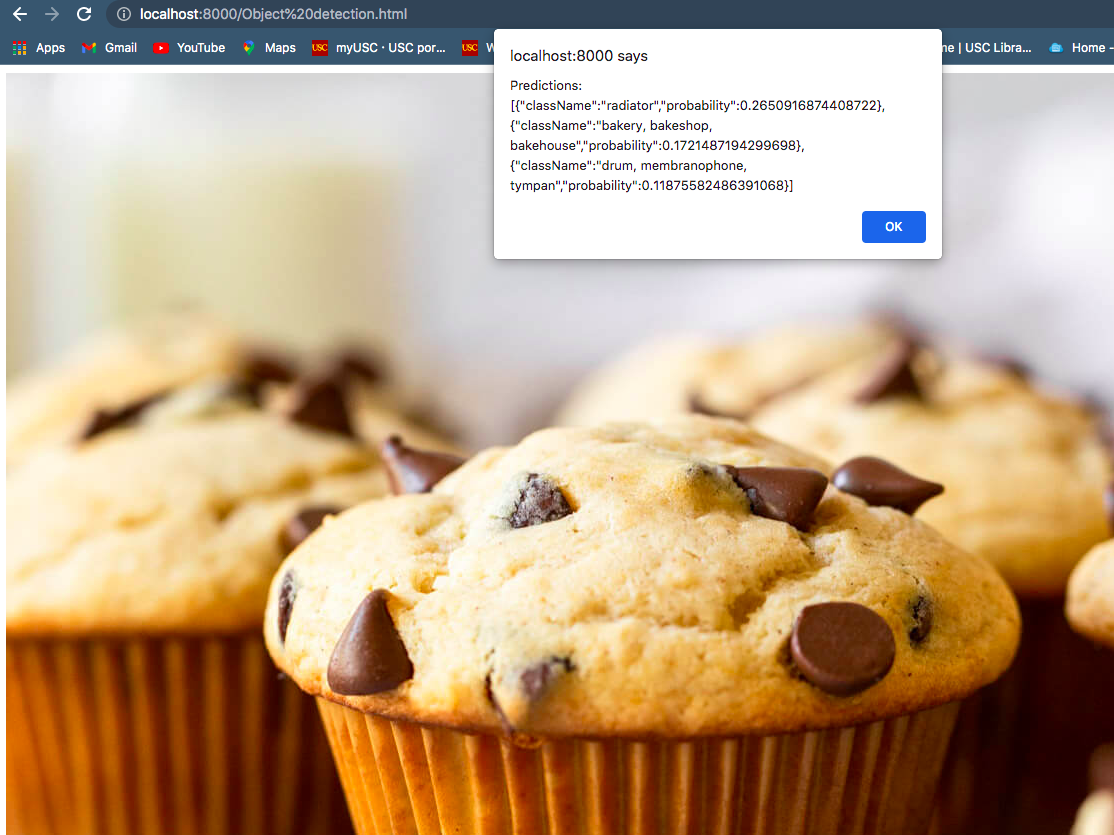 localhost:8000/Object%20detection.html
Apps Gmail YouTube Maps USC myUSC · USC por... USC
| USC Libra... Home -
localhost:8000 says
Predictions:
[{"className":"radiator","probability":0.2650916874408722},
{"className":"bakery, bakeshop,
bakehouse","probability":0.1721487194299698},
{"className":"drum, membranophone,
tympan","probability":0.11875582486391068}]
OK